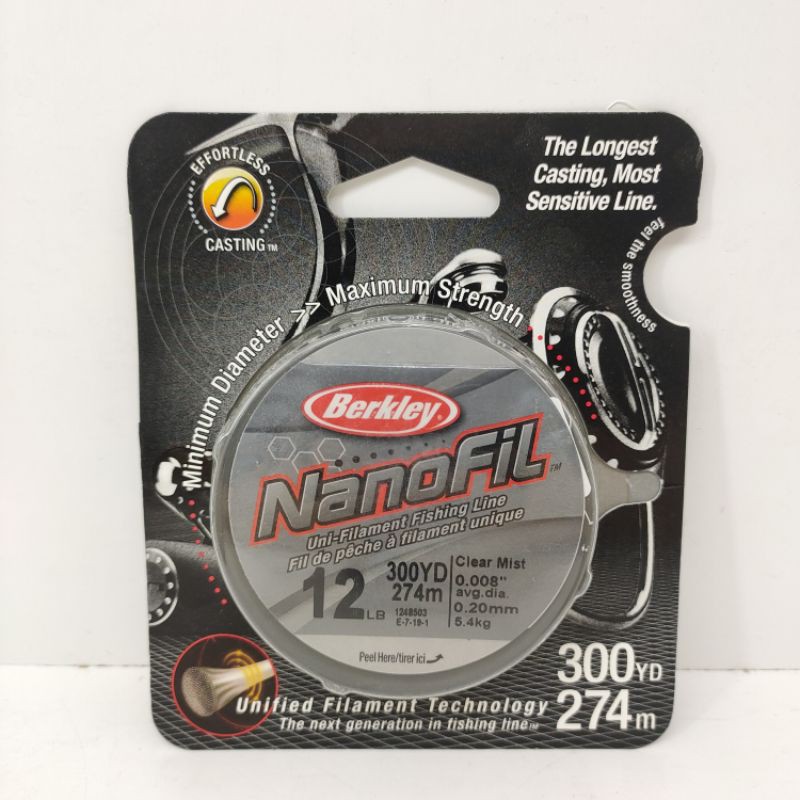 EFFORTLESS
CASTING™
The Longest
Casting, Most
Sensitive Line.
feel the smoothness
Minimum Diameter >> Maximum Strength
Berkley
NanoFil™
Uni-Filament Fishing Line
Fil de pêche à filament unique
12LB
300YD
274m
1248503
E-7-19-1
Clear Mist
0.008"
avg.dia.
0.20mm
5.4kg
Peel Here/tirer ici
300YD
274m
Unified Filament Technology
The next generation in fishing line™